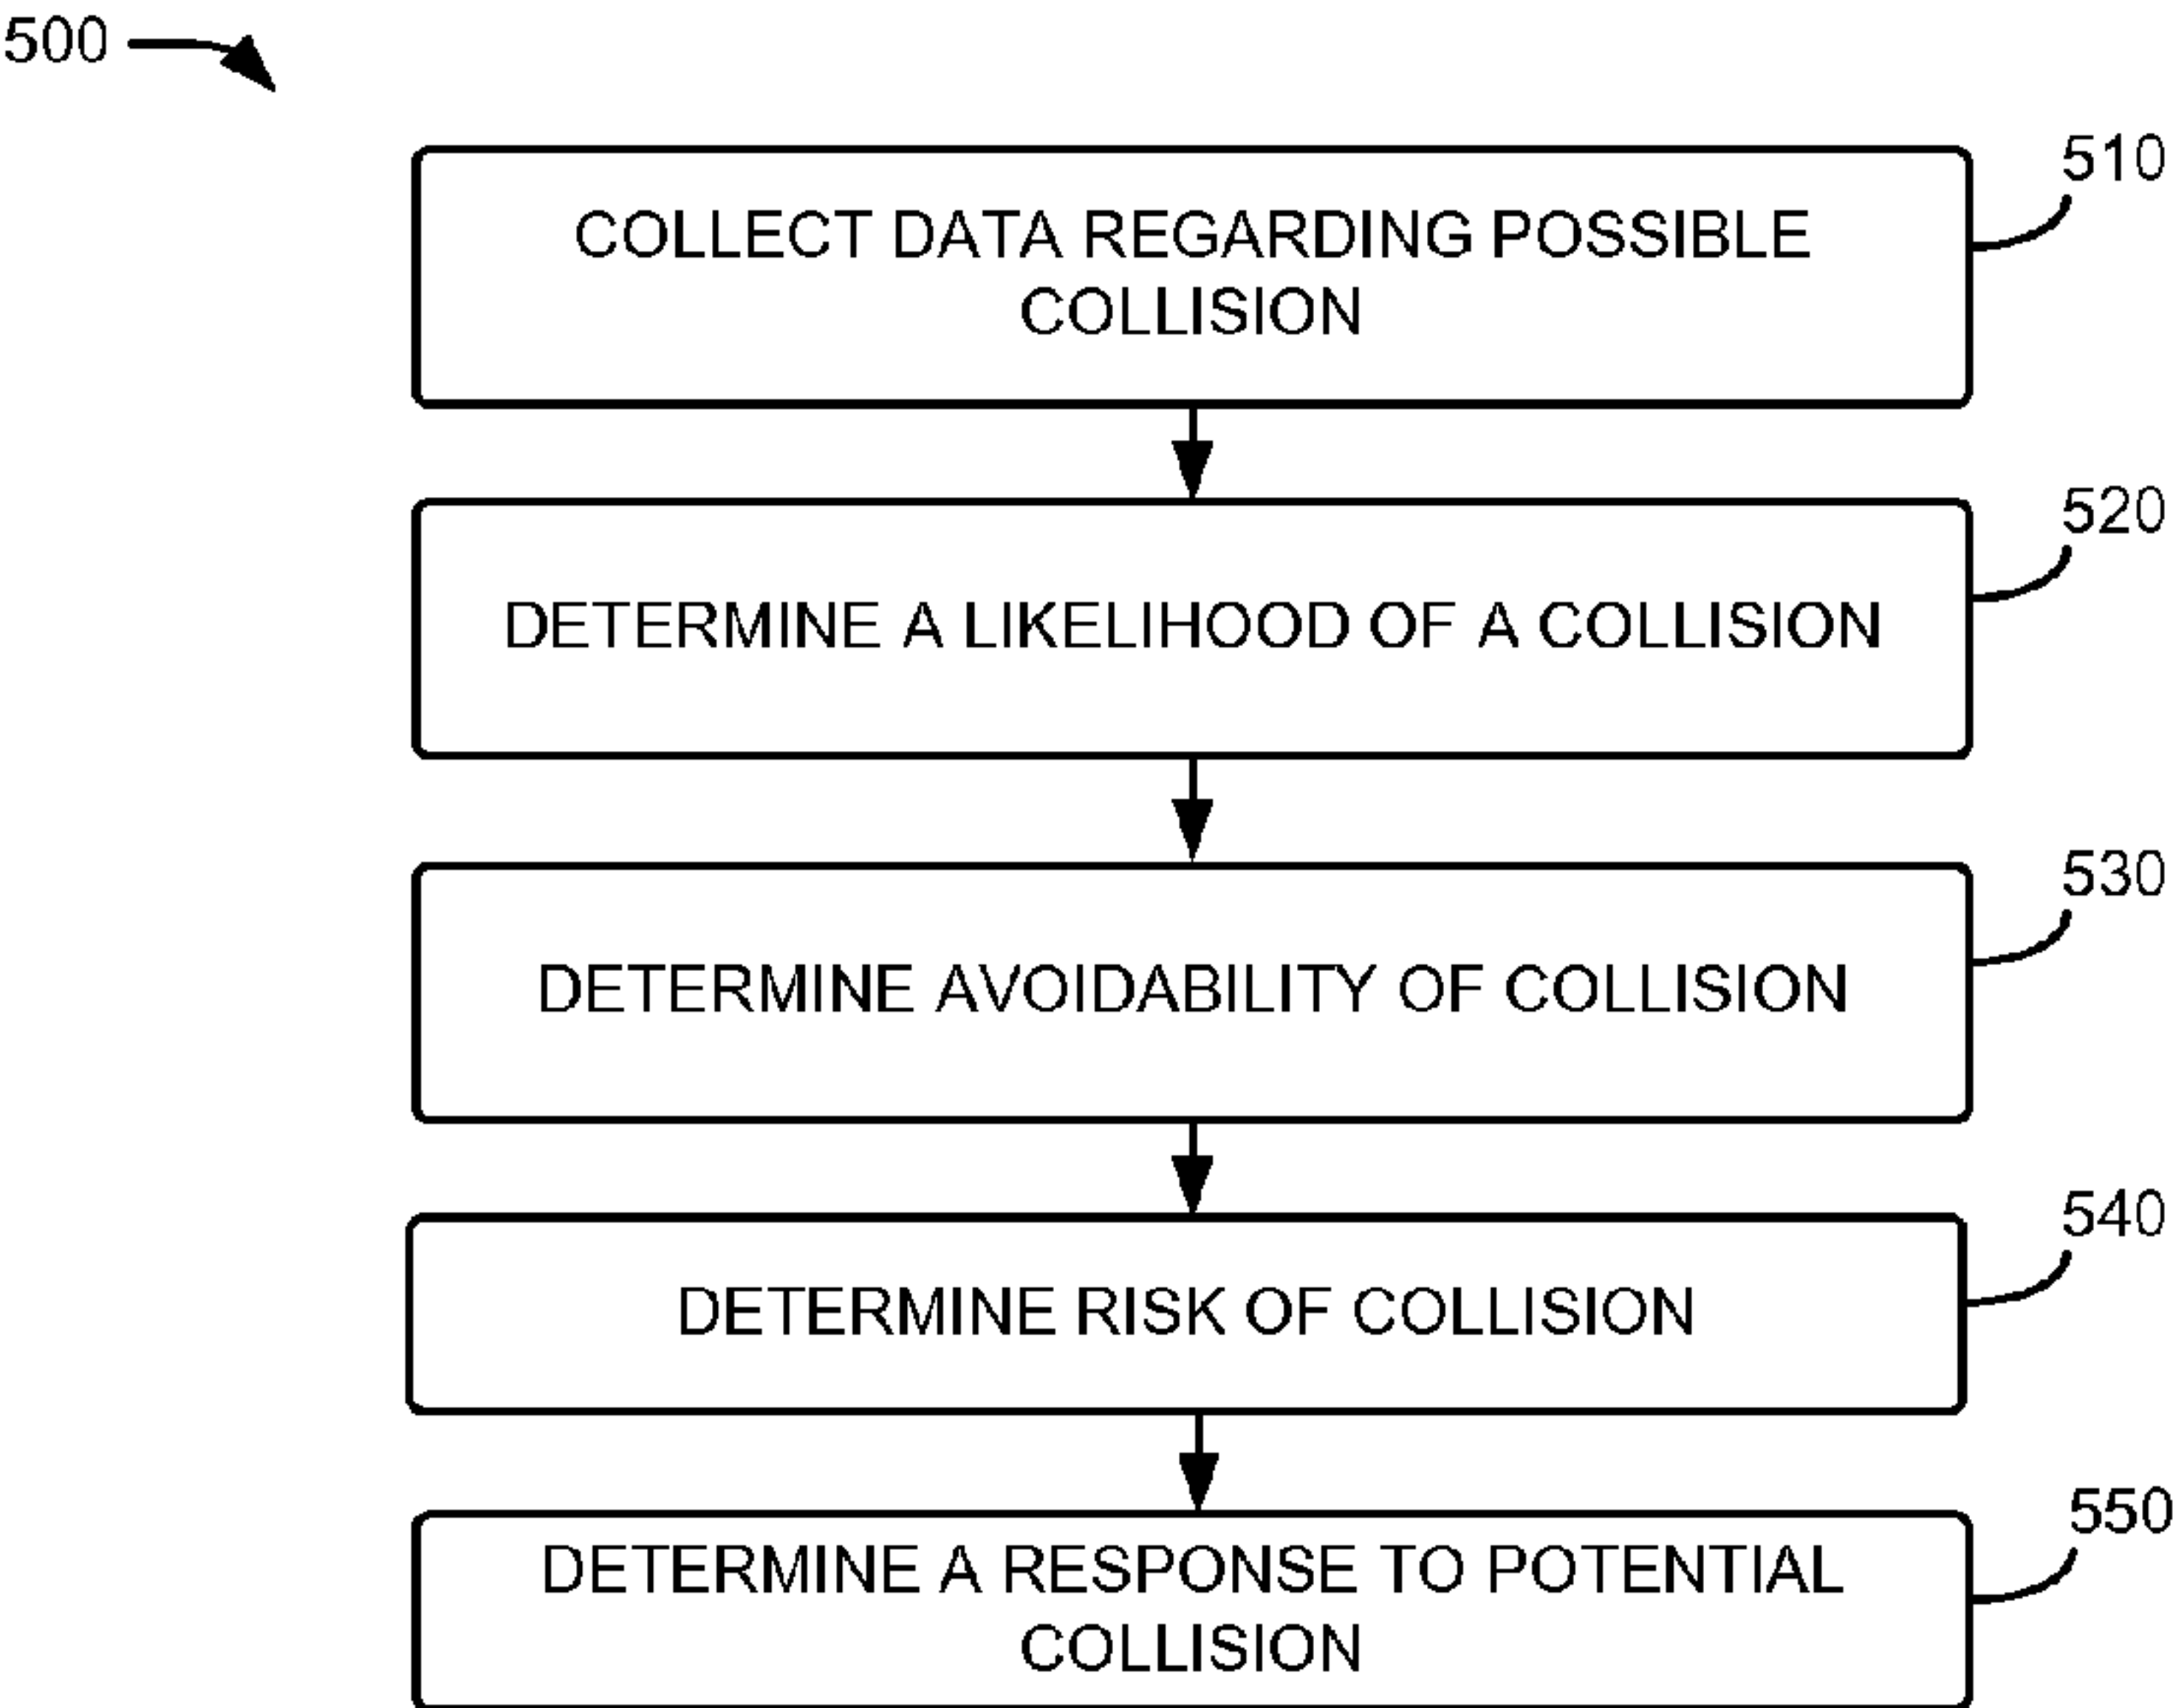 500
510
COLLECT DATA REGARDING POSSIBLE
COLLISION
520
DETERMINE A LIKELIHOOD OF A COLLISION
530
DETERMINE AVOIDABILITY OF COLLISION
540
DETERMINE RISK OF COLLISION
550
DETERMINE A RESPONSE TO POTENTIAL
COLLISION